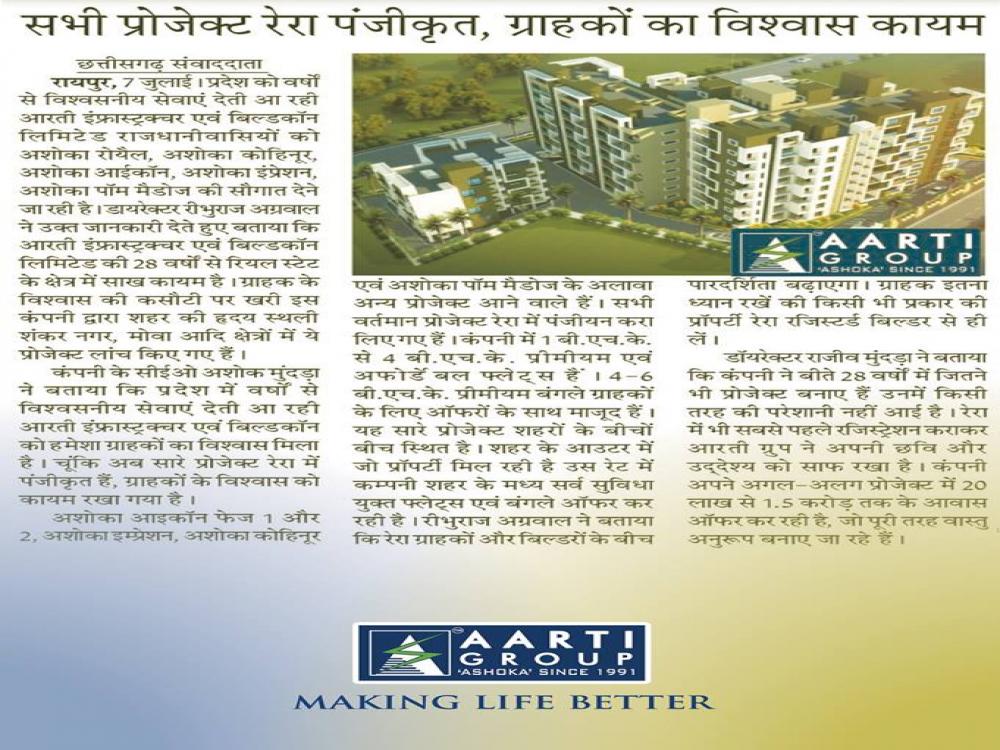 सभी प्रोजेक्ट रेरा पंजीकृत, ग्राहकों का विश्वास कायम
छत्तीसगढ़ संवाददाता
रायपुर, 7 जुलाई। प्रदेश को वर्षों
से विश्वसनीय सेवाएं देती आ रही
आरती इंफ्रास्ट्रक्चर एवं बिल्डकॉन
लिमिटेड राजधानीवासियों को
अशोका रोयैल, अशोका कोहिनूर,
अशोका आईकॉन, अशोका इंप्रेशन,
अशोका पॉम मैडोज की सौगात देने
जा रही है। डायरेक्टर रीभुराज अग्रवाल
ने उक्त जानकारी देते हुए बताया कि
आरती इंफ्रास्ट्रक्चर एवं बिल्डकॉन
लिमिटेड की 28 वर्षों से रियल स्टेट
के क्षेत्र में साख कायम है। ग्राहक के
विश्वास की कसौटी पर खरी इस
कंपनी द्वारा शहर की हृदय स्थली
शंकर नगर, मोवा आदि क्षेत्रों में ये
प्रोजेक्ट लांच किए गए हैं।
कंपनी के सीईओ अशोक मुंदड़ा
ने बताया कि प्रदेश में वर्षों से
विश्वसनीय सेवाएं देती आ रही
आरती इंफ्रास्ट्रक्चर एवं बिल्डकॉन
को हमेशा ग्राहकों का विश्वास मिला
है। चूंकि अब सारे प्रोजेक्ट रेरा में
पंजीकृत हैं, ग्राहकों के विश्वास को
कायम रखा गया है।
अशोका आइकॉन फेज 1 और
2, अशोका इम्प्रेशन, अशोका कोहिनूर
AARTI
GROUP
'ASHOKA' SINCE 1991
एवं अशोका पॉम मैडोज के अलावा
अन्य प्रोजेक्ट आने वाले हैं। सभी
वर्तमान प्रोजेक्ट रेरा में पंजीयन करा
लिए गए हैं। कंपनी में 1 बी.एच.के.
से 4 बी.एच.के. प्रीमीयम एवं
अफोर्डेबल फ्लेट्स हैं। 4-6
बी.एच.के. प्रीमीयम बंगले ग्राहकों
के लिए ऑफरों के साथ माजूद हैं।
यह सारे प्रोजेक्ट शहरों के बीचों
बीच स्थित है। शहर के आउटर में
जो प्रॉपर्टी मिल रही है उस रेट में
कम्पनी शहर के मध्य सर्व सुविधा
युक्त फ्लेट्स एवं बंगले ऑफर कर
रही है। रीभुराज अग्रवाल ने बताया
कि रेरा ग्राहकों और बिल्डरों के बीच
पारदर्शिता बढ़ाएगा। ग्राहक इतना
ध्यान रखें की किसी भी प्रकार की
प्रॉपर्टी रेरा रजिस्टर्ड बिल्डर से ही
लें।
डॉयरेक्टर राजीव मुंदड़ा ने बताया
कि कंपनी ने बीते 28 वर्षों में जितने
भी प्रोजेक्ट बनाए हैं उनमें किसी
तरह की परेशानी नहीं आई है। रेरा
में भी सबसे पहले रजिस्ट्रेशन कराकर
आरती ग्रुप ने अपनी छवि और
उद्देश्य को साफ रखा है। कंपनी
अपने अगल-अलग प्रोजेक्ट में 20
लाख से 1.5 करोड़ तक के आवास
ऑफर कर रही है, जो पूरी तरह वास्तु
अनुरूप बनाए जा रहे हैं।
AARTI
GROUP
'ASHOKA' SINCE 1991
MAKING LIFE BETTER